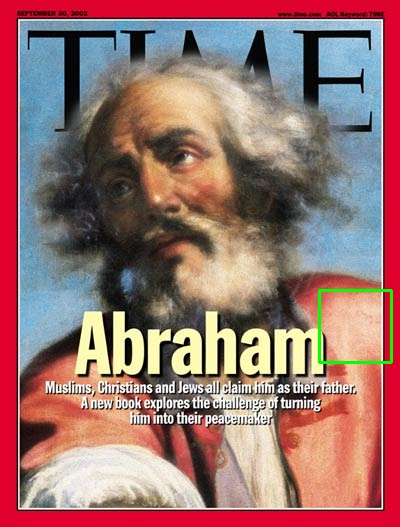 SEPTEMBER 30, 2002 www.time.com AOL Keyword: TIME
TIME
Abraham
Muslims, Christians and Jews all claim him as their father.
A new book explores the challenge of turning
him into their peacemaker